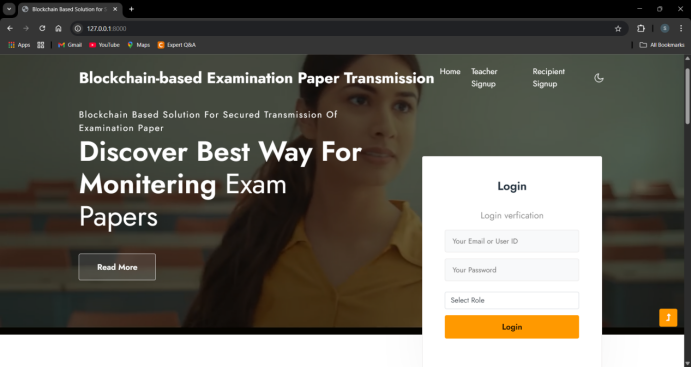 Blockchain Based Solution for S
127.0.0.1:8000
Apps
Gmail
YouTube
Maps
Expert Q&A
All Bookmarks
Blockchain-based Examination Paper Transmission
Home
Teacher
Signup
Recipient
Signup
Blockchain Based Solution For Secured Transmission Of
Examination Paper
Discover Best Way For
Monitering Exam
Papers
Read More
Login
Login verfication
Your Email or User ID
Your Password
Select Role
Login